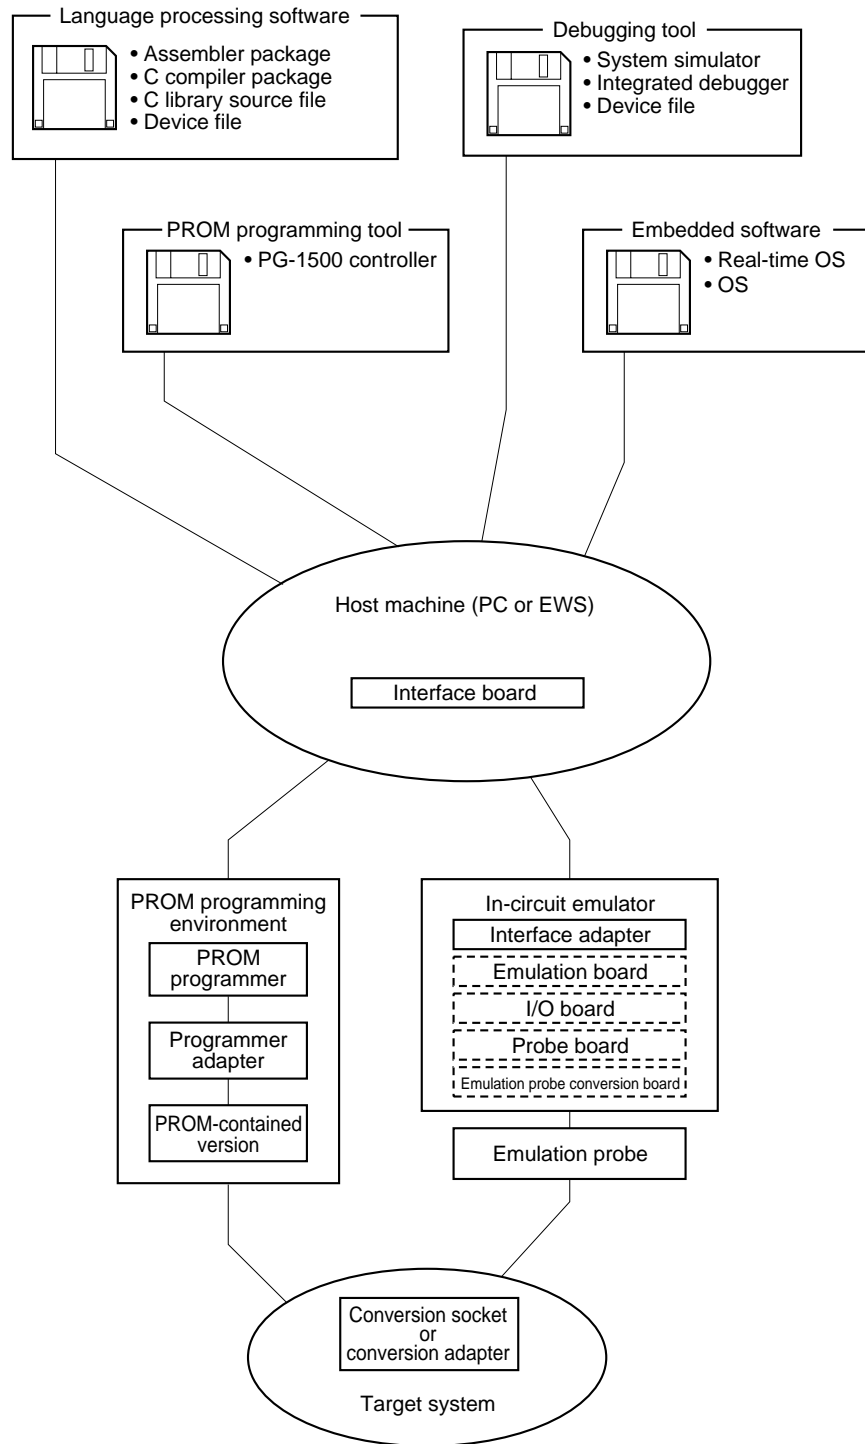 Language processing software
• Assembler package
• C compiler package
• C library source file
• Device file
Debugging tool
• System simulator
• Integrated debugger
• Device file
PROM programming tool
• PG-1500 controller
Embedded software
• Real-time OS
• OS
Host machine (PC or EWS)
Interface board
PROM programming
environment
PROM
programmer
Programmer
adapter
PROM-contained
version
In-circuit emulator
Interface adapter
Emulation board
I/O board
Probe board
Emulation probe conversion board
Emulation probe
Conversion socket
or
conversion adapter
Target system